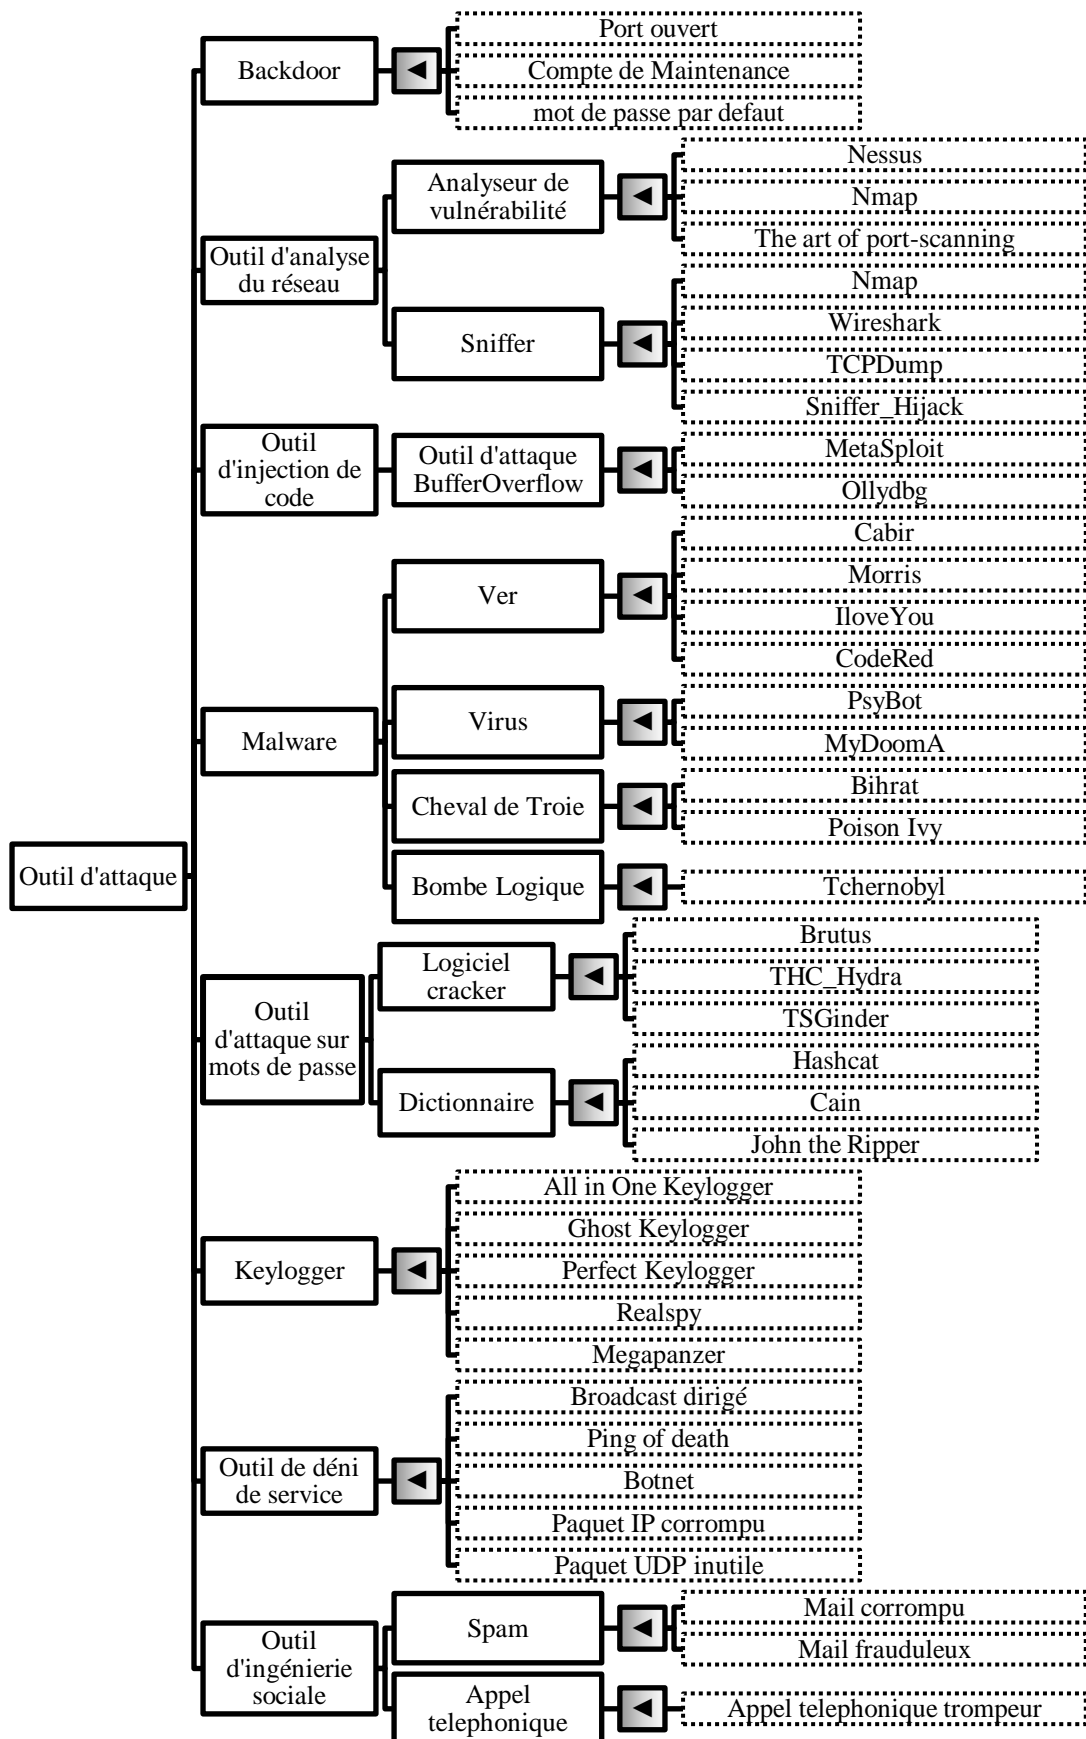 Outil d'attaque
Backdoor
Port ouvert
Compte de Maintenance
mot de passe par defaut
Outil d'analyse
du réseau
Analyseur de
vulnérabilité
Nessus
Nmap
The art of port-scanning
Sniffer
Nmap
Wireshark
TCPDump
Sniffer_Hijack
Outil
d'injection de
code
Outil d'attaque
BufferOverflow
MetaSploit
Ollydbg
Malware
Ver
Cabir
Morris
IloveYou
CodeRed
Virus
PsyBot
MyDoomA
Cheval de Troie
Bihrat
Poison Ivy
Bombe Logique
Tchernobyl
Outil
d'attaque sur
mots de passe
Logiciel
cracker
Brutus
THC_Hydra
TSGinder
Dictionnaire
Hashcat
Cain
John the Ripper
Keylogger
All in One Keylogger
Ghost Keylogger
Perfect Keylogger
Realspy
Megapanzer
Outil de déni
de service
Broadcast dirigé
Ping of death
Botnet
Paquet IP corrompu
Paquet UDP inutile
Outil
d'ingénierie
sociale
Spam
Mail corrompu
Mail frauduleux
Appel
telephonique
Appel telephonique trompeur